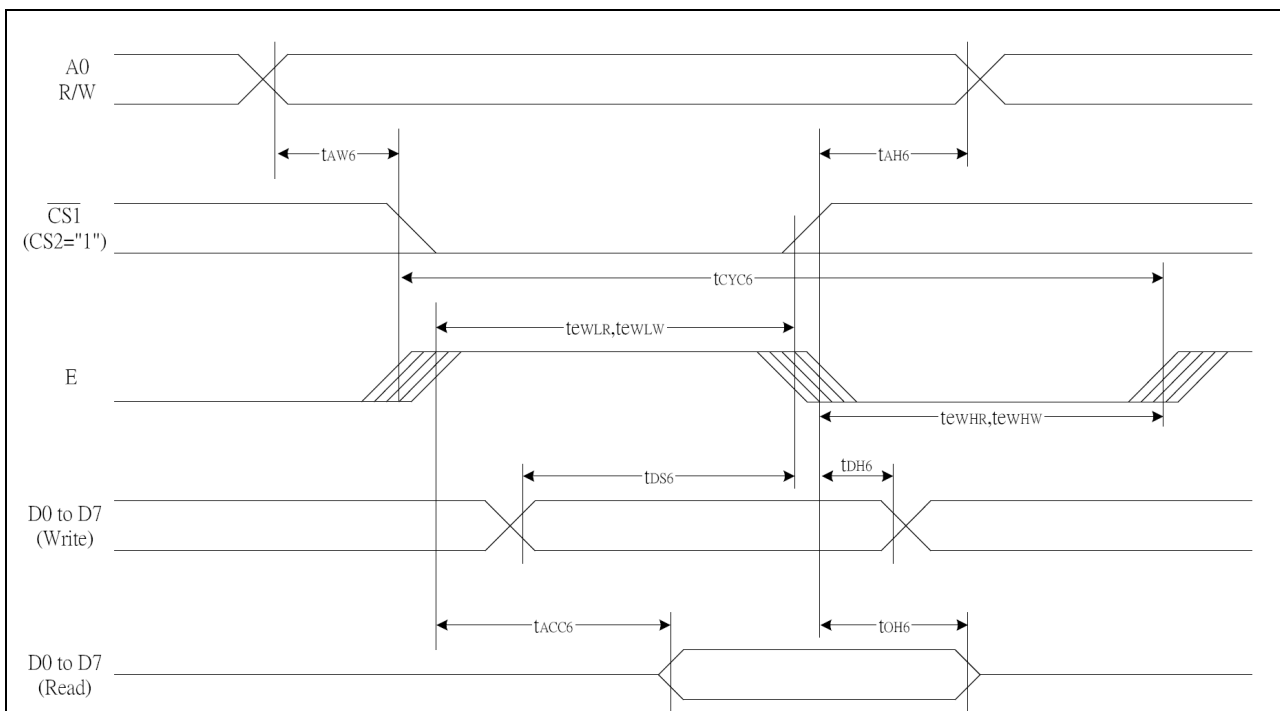 A0
R/W
tAW6
tAH6
CS1
(CS2="1")
tCYC6
tEWLR,tEWLW
E
tEWHR,tEWHW
tDS6
tDH6
D0 to D7
(Write)
tACC6
tOH6
D0 to D7
(Read)